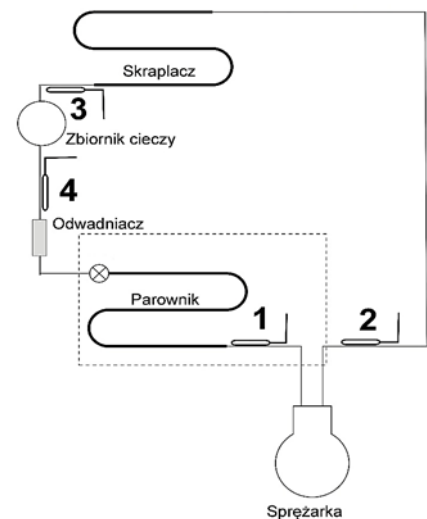 Skraplacz
3
Zbiornik cieczy
4
Odwadniacz
Parownik
1
2
Sprężarka